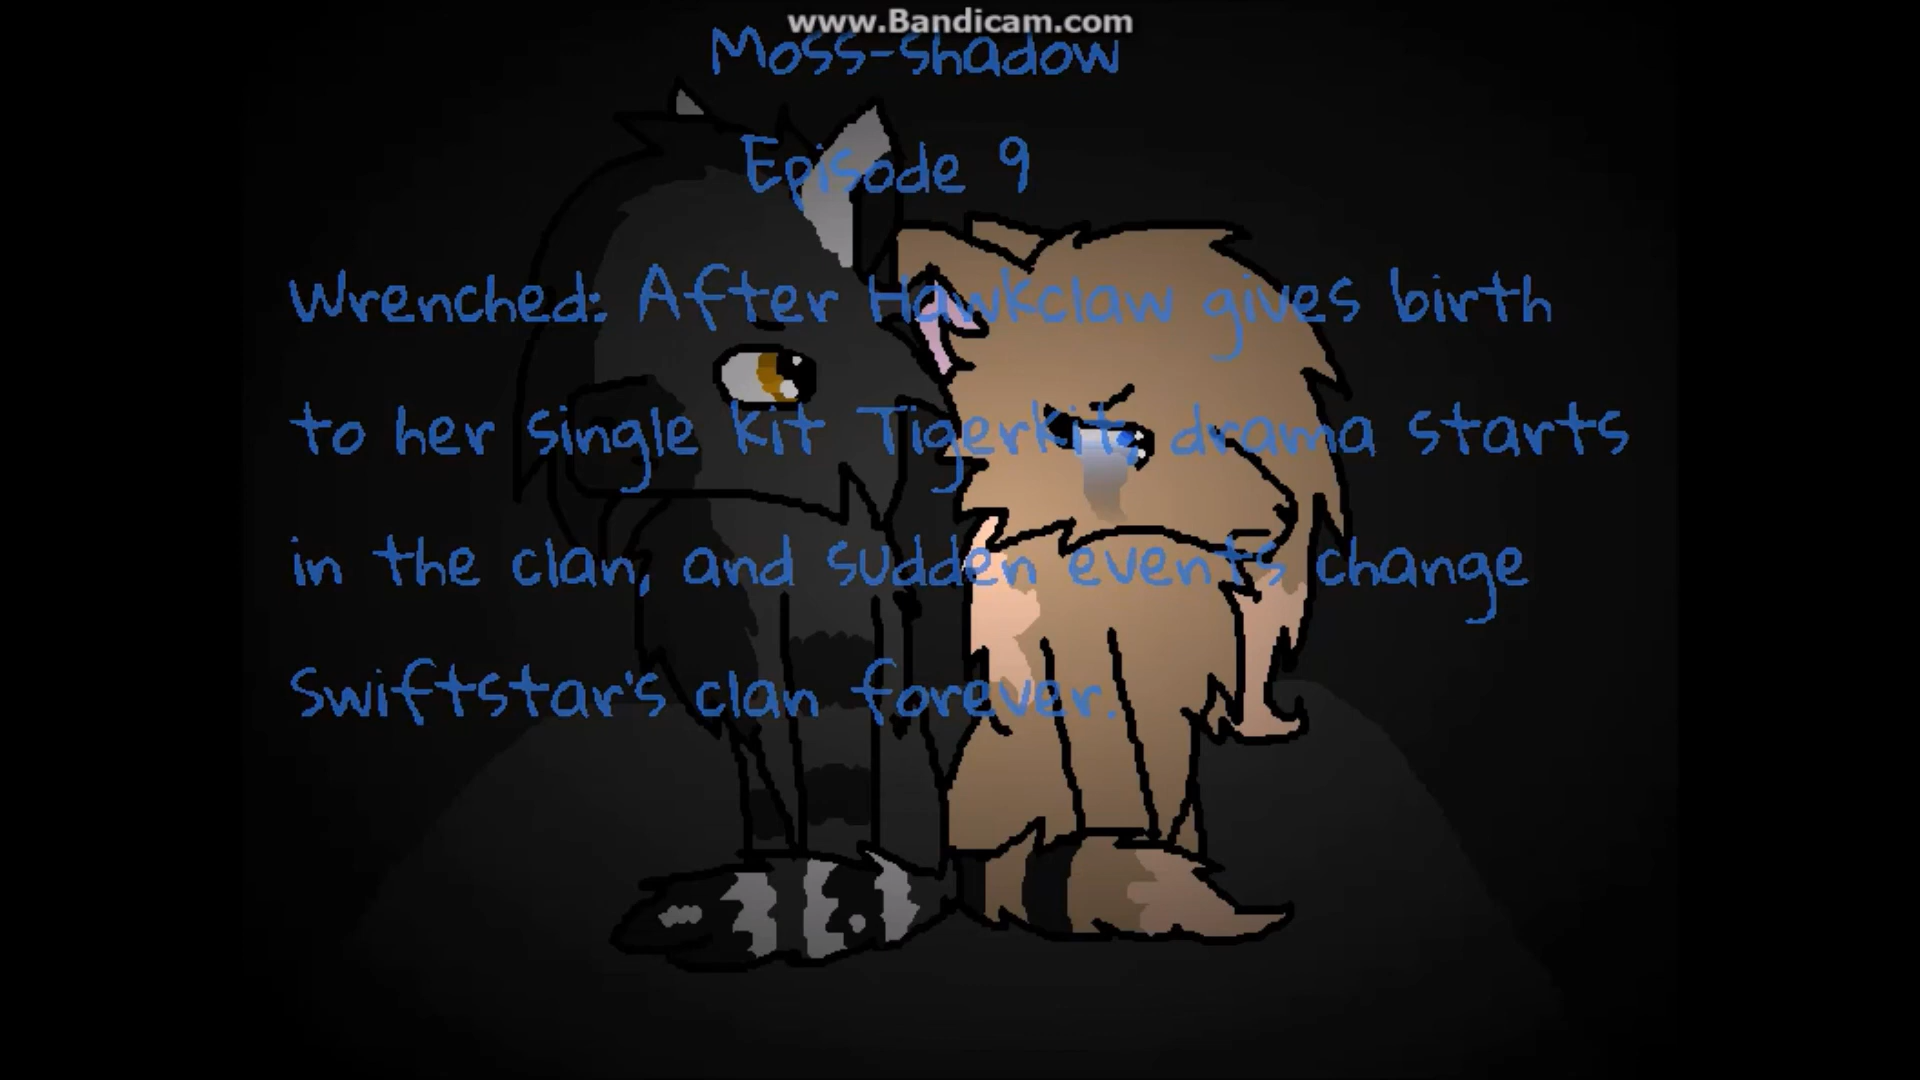 www.Bandicam.com
Moss-shadow
Episode 9
Wrenched: After Hawkclaw gives birth
to her single kit Tigerkit, drama starts
in the clan, and sudden events change
Swiftstar's clan forever.